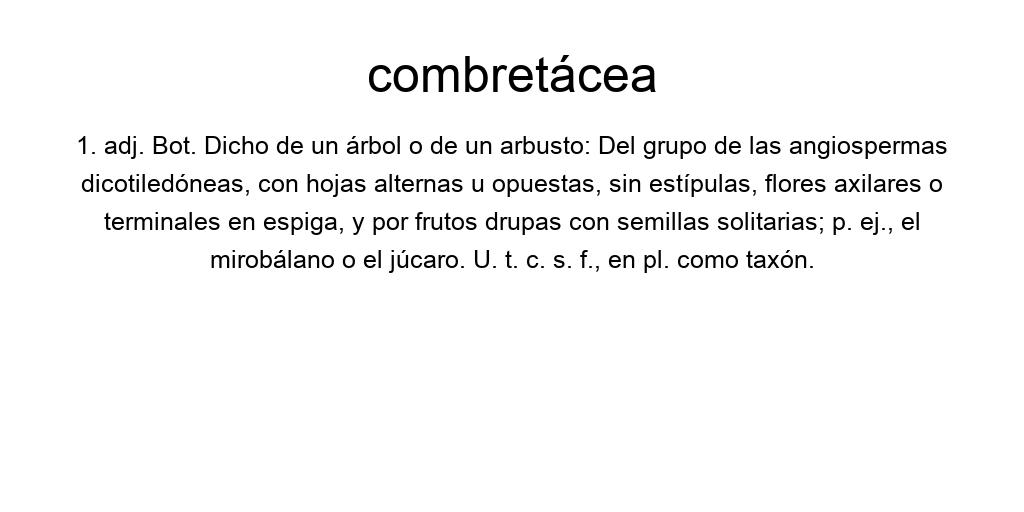 combretácea
1. adj. Bot. Dicho de un árbol o de un arbusto: Del grupo de las angiospermas
dicotiledóneas, con hojas alternas u opuestas, sin estípulas, flores axilares o
terminales en espiga, y por frutos drupas con semillas solitarias; p. ej., el
mirobálano o el júcaro. U. t. c. s. f., en pl. como taxón.